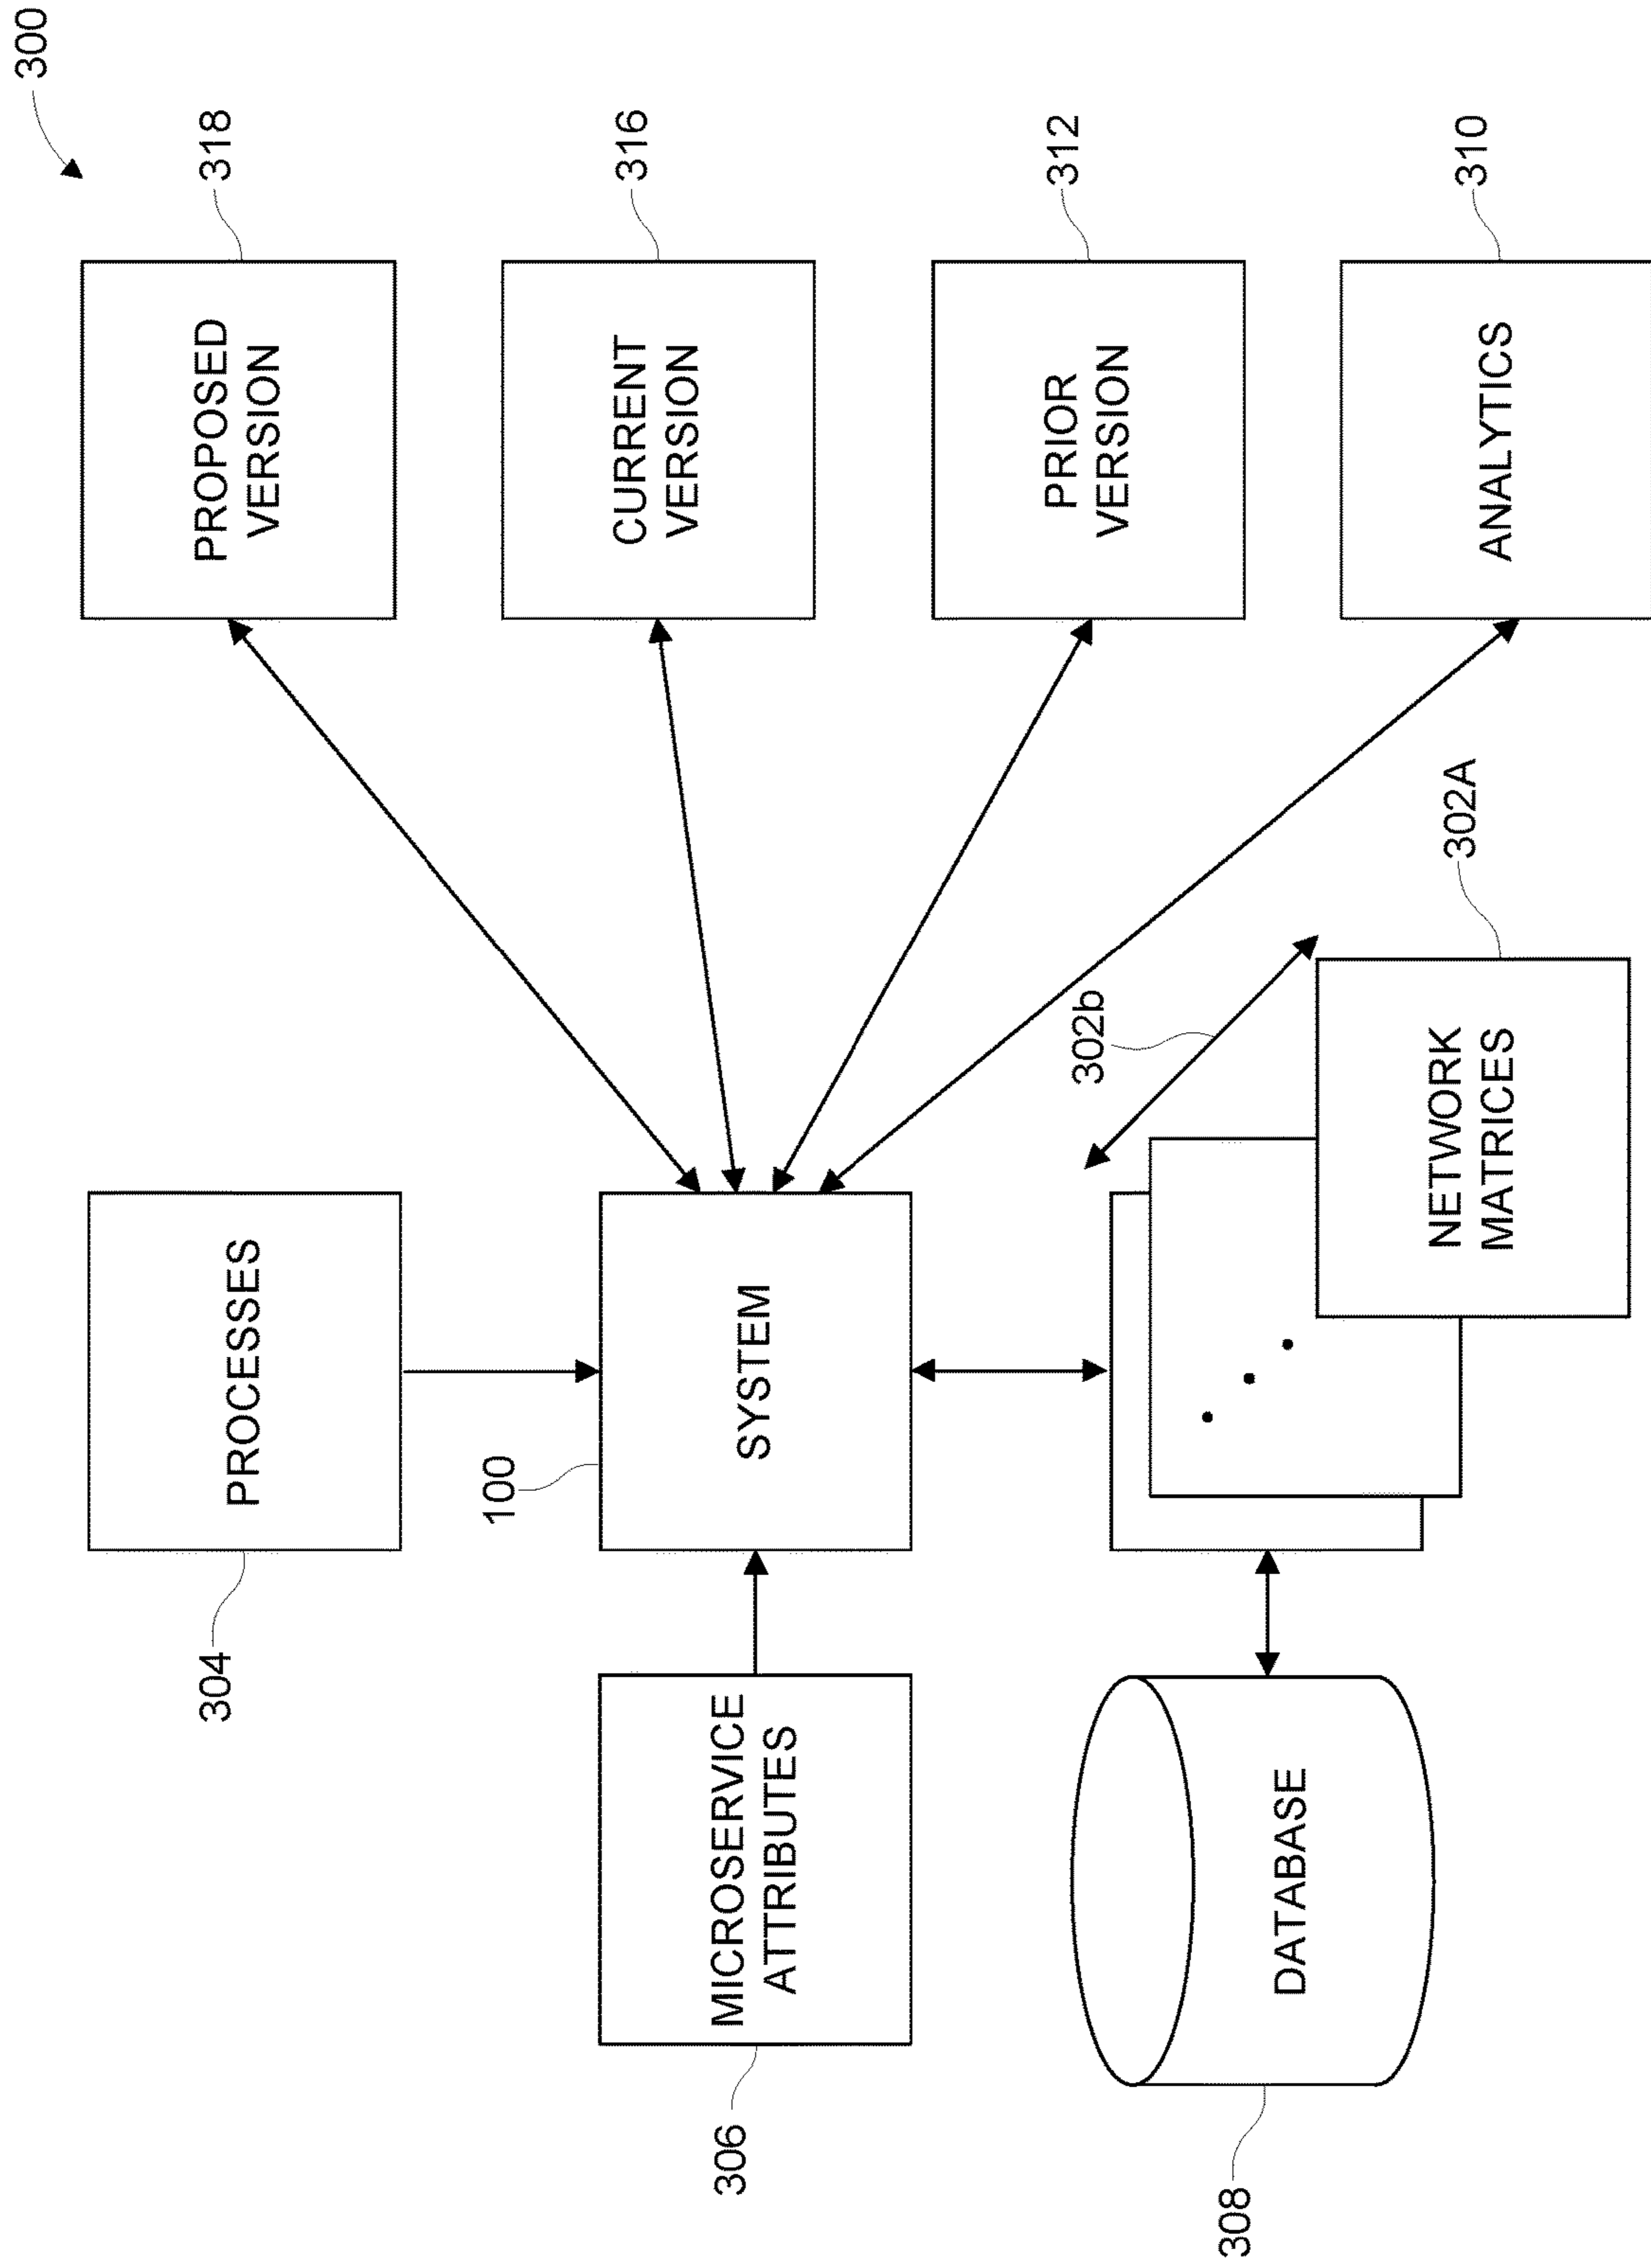 300
PROPOSED
VERSION
318
CURRENT
VERSION
316
PRIOR
VERSION
312
ANALYTICS
310
PROCESSES
304
SYSTEM
100
MICROSERVICE
ATTRIBUTES
306
302b
302A
NETWORK
MATRICES
DATABASE
308